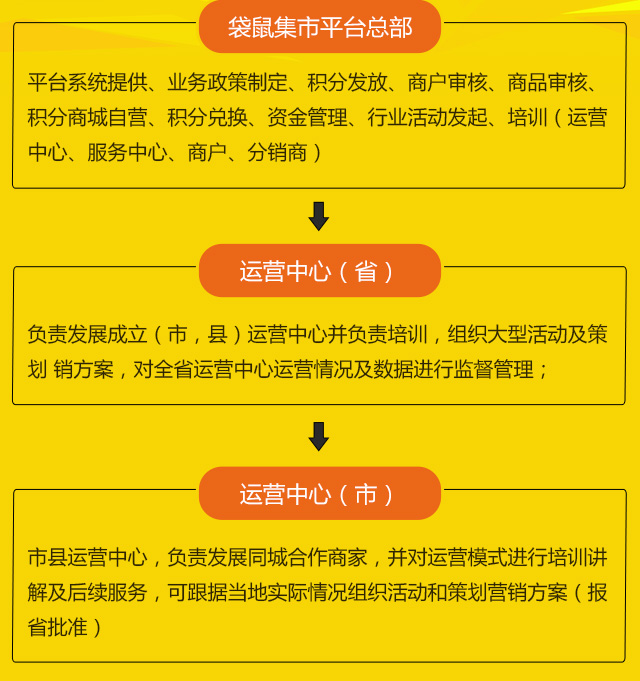 袋鼠集市平台总部
平台系统提供、业务政策制定、积分发放、商户审核、商品审核、
积分商城自营、积分兑换、资金管理、行业活动发起、培训（运营
中心、服务中心、商户、分销商）
运营中心（省）
负责发展成立（市，县）运营中心并负责培训，组织大型活动及策
划 销方案，对全省运营中心运营情况及数据进行监督管理；
运营中心（市）
市县运营中心，负责发展同城合作商家，并对运营模式进行培训讲
解及后续服务，可跟据当地实际情况组织活动和策划营销方案（报
省批准）